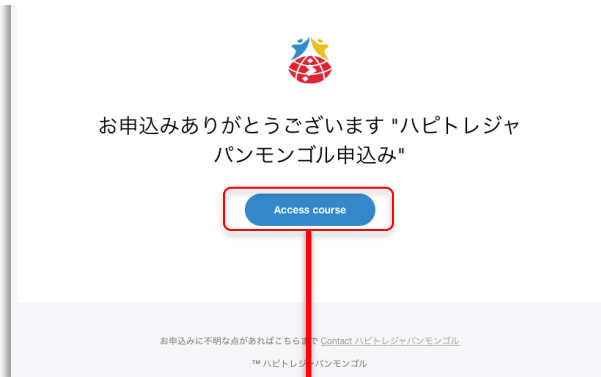 お申込みありがとうございます "ハピトレジャ
パンモンゴル申込み"
Access course
お申込みに不明な点があればこちらまで Contact ハピトレジャパンモンゴル
™ ハピトレジャパンモンゴル